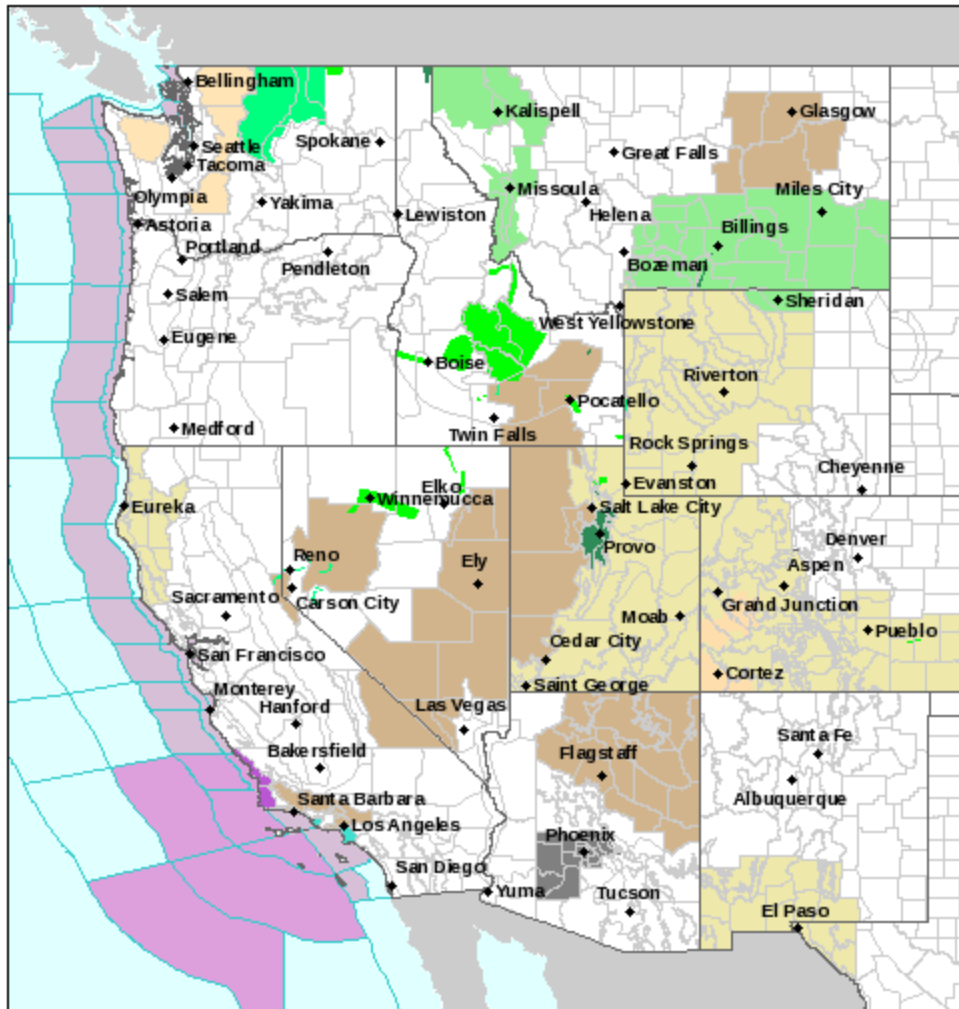 Bellingham
Kalispell
Glasgow
Seattle
Spokane
Great Falls
Tacoma
Missoula
Miles City
Olympia
Yakima
Lewiston
Helena
Astoria
Billings
Portland
Pendleton
Bozeman
Salem
Sheridan
West Yellowstone
Eugene
Boise
Riverton
Pocatello
Medford
Twin Falls
Rock Springs
Cheyenne
Elko
Evanston
Winnemucca
Eureka
Salt Lake City
Provo
Denver
Reno
Ely
Aspen
Sacramento
Carson City
Grand Junction
Moab
Pueblo
Cedar City
San Francisco
Cortez
Saint George
Monterey
Hanford
Las Vegas
Santa Fe
Bakersfield
Flagstaff
Santa Barbara
Albuquerque
Los Angeles
Phoenix
San Diego
Yuma
Tucson
El Paso